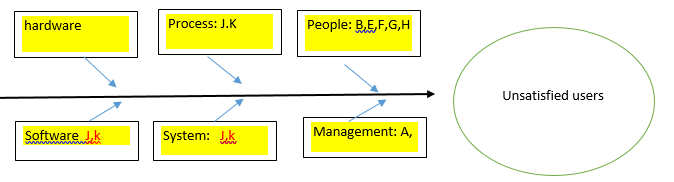 hardware
Process: J.K
People: B,E,F,G,H
Unsatisfied users
Software J,k
System: J,k
Management: A,